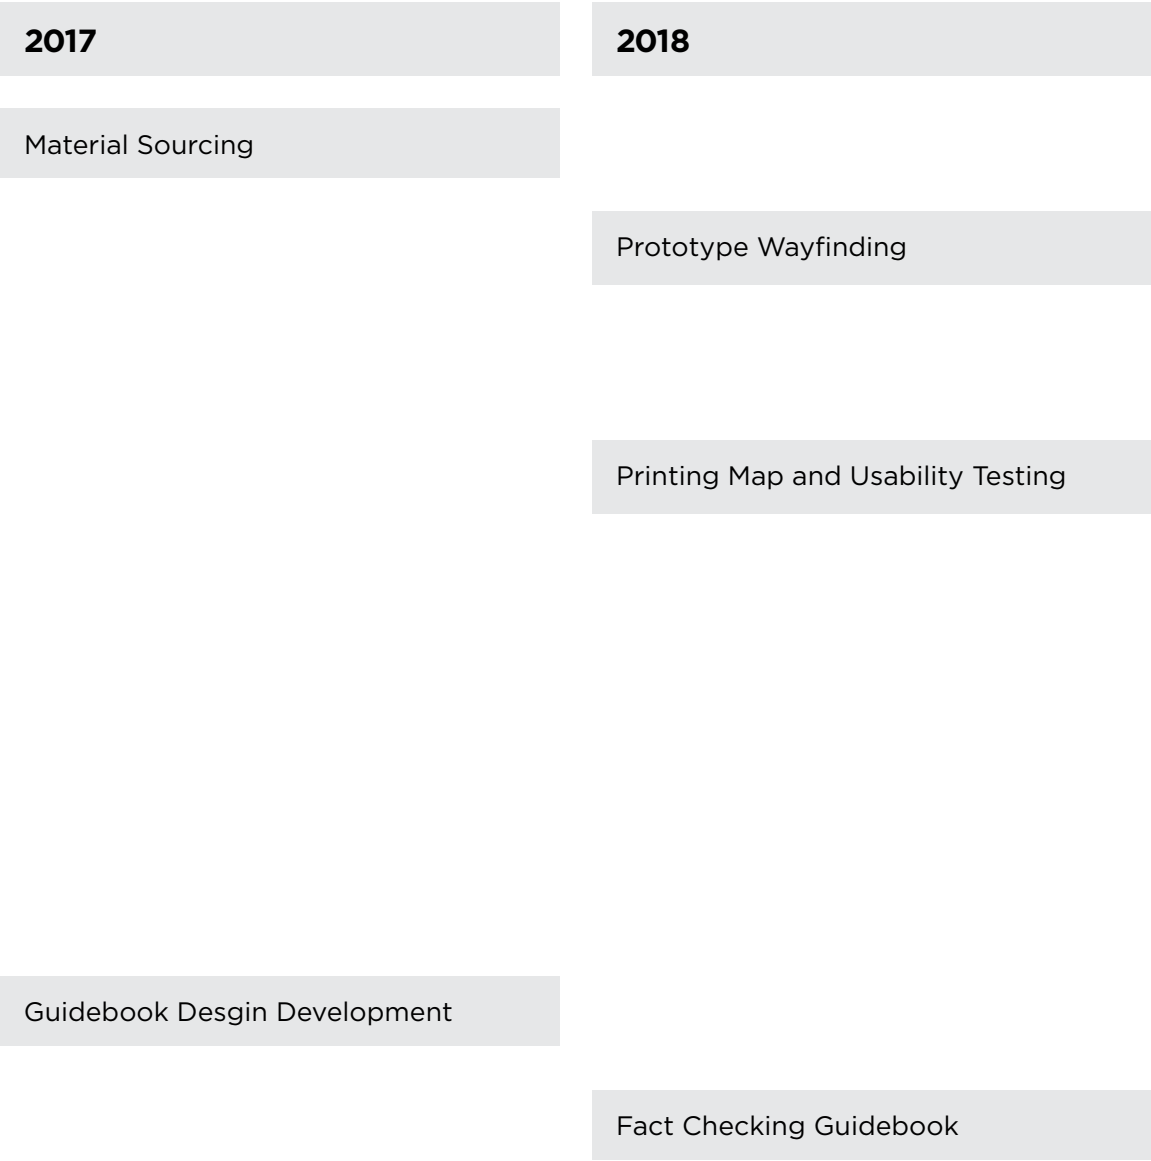 2017
2018
Material Sourcing
Prototype Wayfinding
Printing Map and Usability Testing
Guidebook Desgin Development
Fact Checking Guidebook